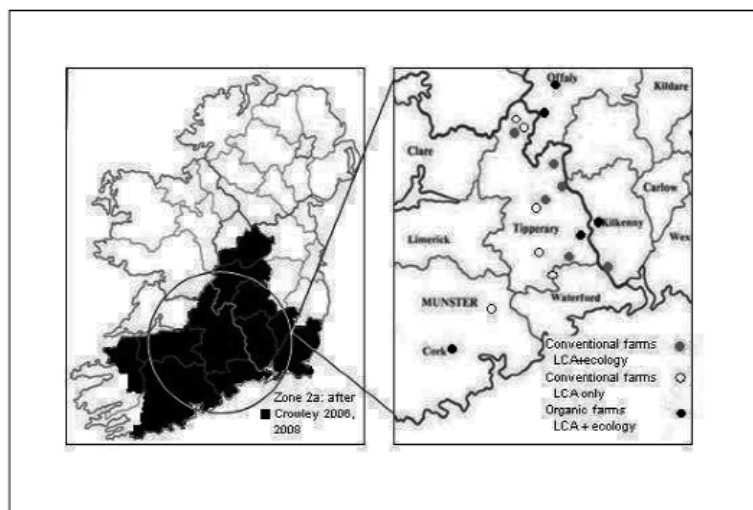 Zone 2a: after
Crowley 2006,
2008
Offaly
Kildare
Clare
Carlow
Limerick
Tipperary
Kilkenny
Wex
MUNSTER
Waterford
Cork
Conventional farms
LCA+ecology
Conventional farms
LCA only
Organic farms
LCA + ecology